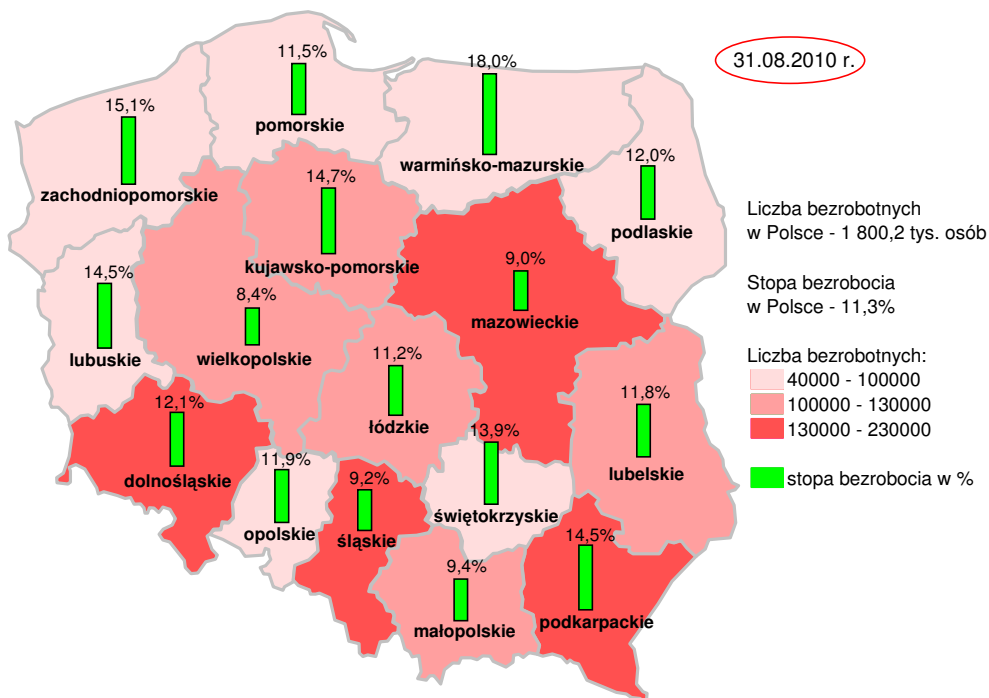 31.08.2010 r.
11,5%
pomorskie
18,0%
warmińsko-mazurskie
15,1%
zachodniopomorskie
12,0%
podlaskie
14,7%
kujawsko-pomorskie
9,0%
mazowieckie
14,5%
lubuskie
8,4%
wielkopolskie
11,2%
łódzkie
11,8%
lubelskie
12,1%
dolnośląskie
11,9%
opolskie
9,2%
śląskie
13,9%
świętokrzyskie
9,4%
małopolskie
14,5%
podkarpackie
Liczba bezrobotnych
w Polsce - 1 800,2 tys. osób
Stopa bezrobocia
w Polsce - 11,3%
Liczba bezrobotnych:
40000 - 100000
100000 - 130000
130000 - 230000
stopa bezrobocia w %